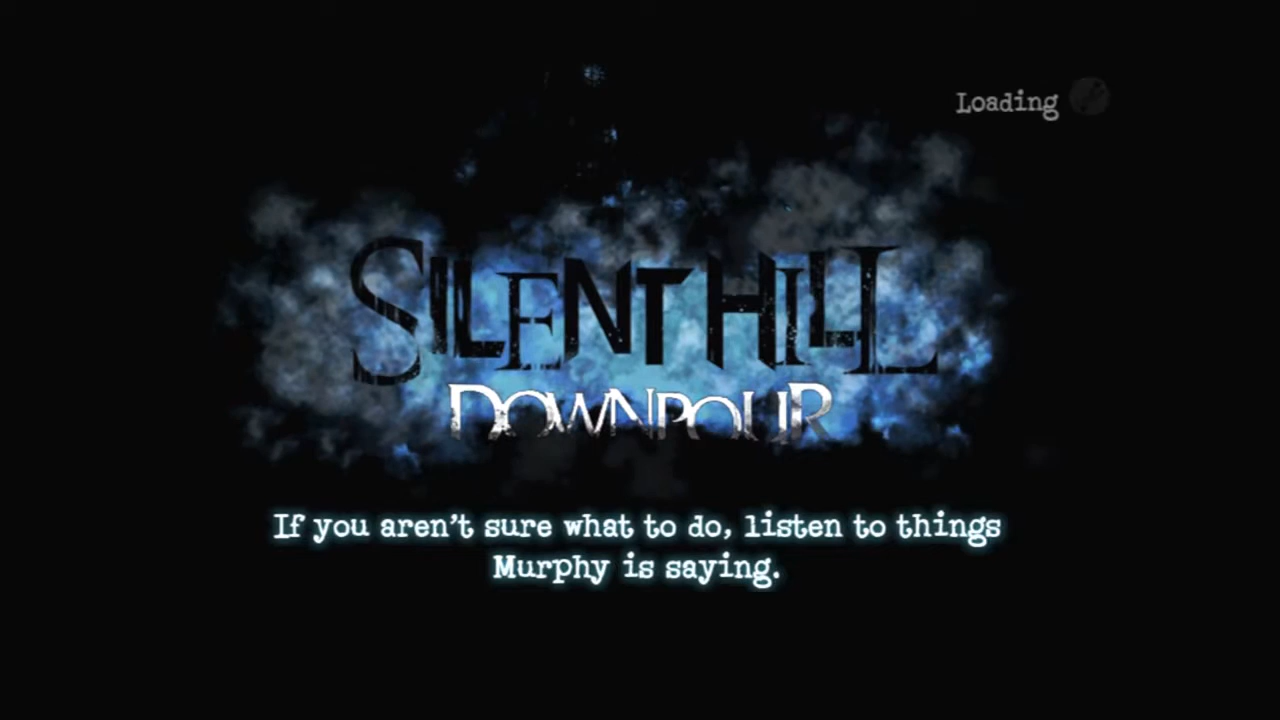 Loading
SILENT HILL
DOWNPOUR
If you aren't sure what to do, listen to things
Murphy is saying.